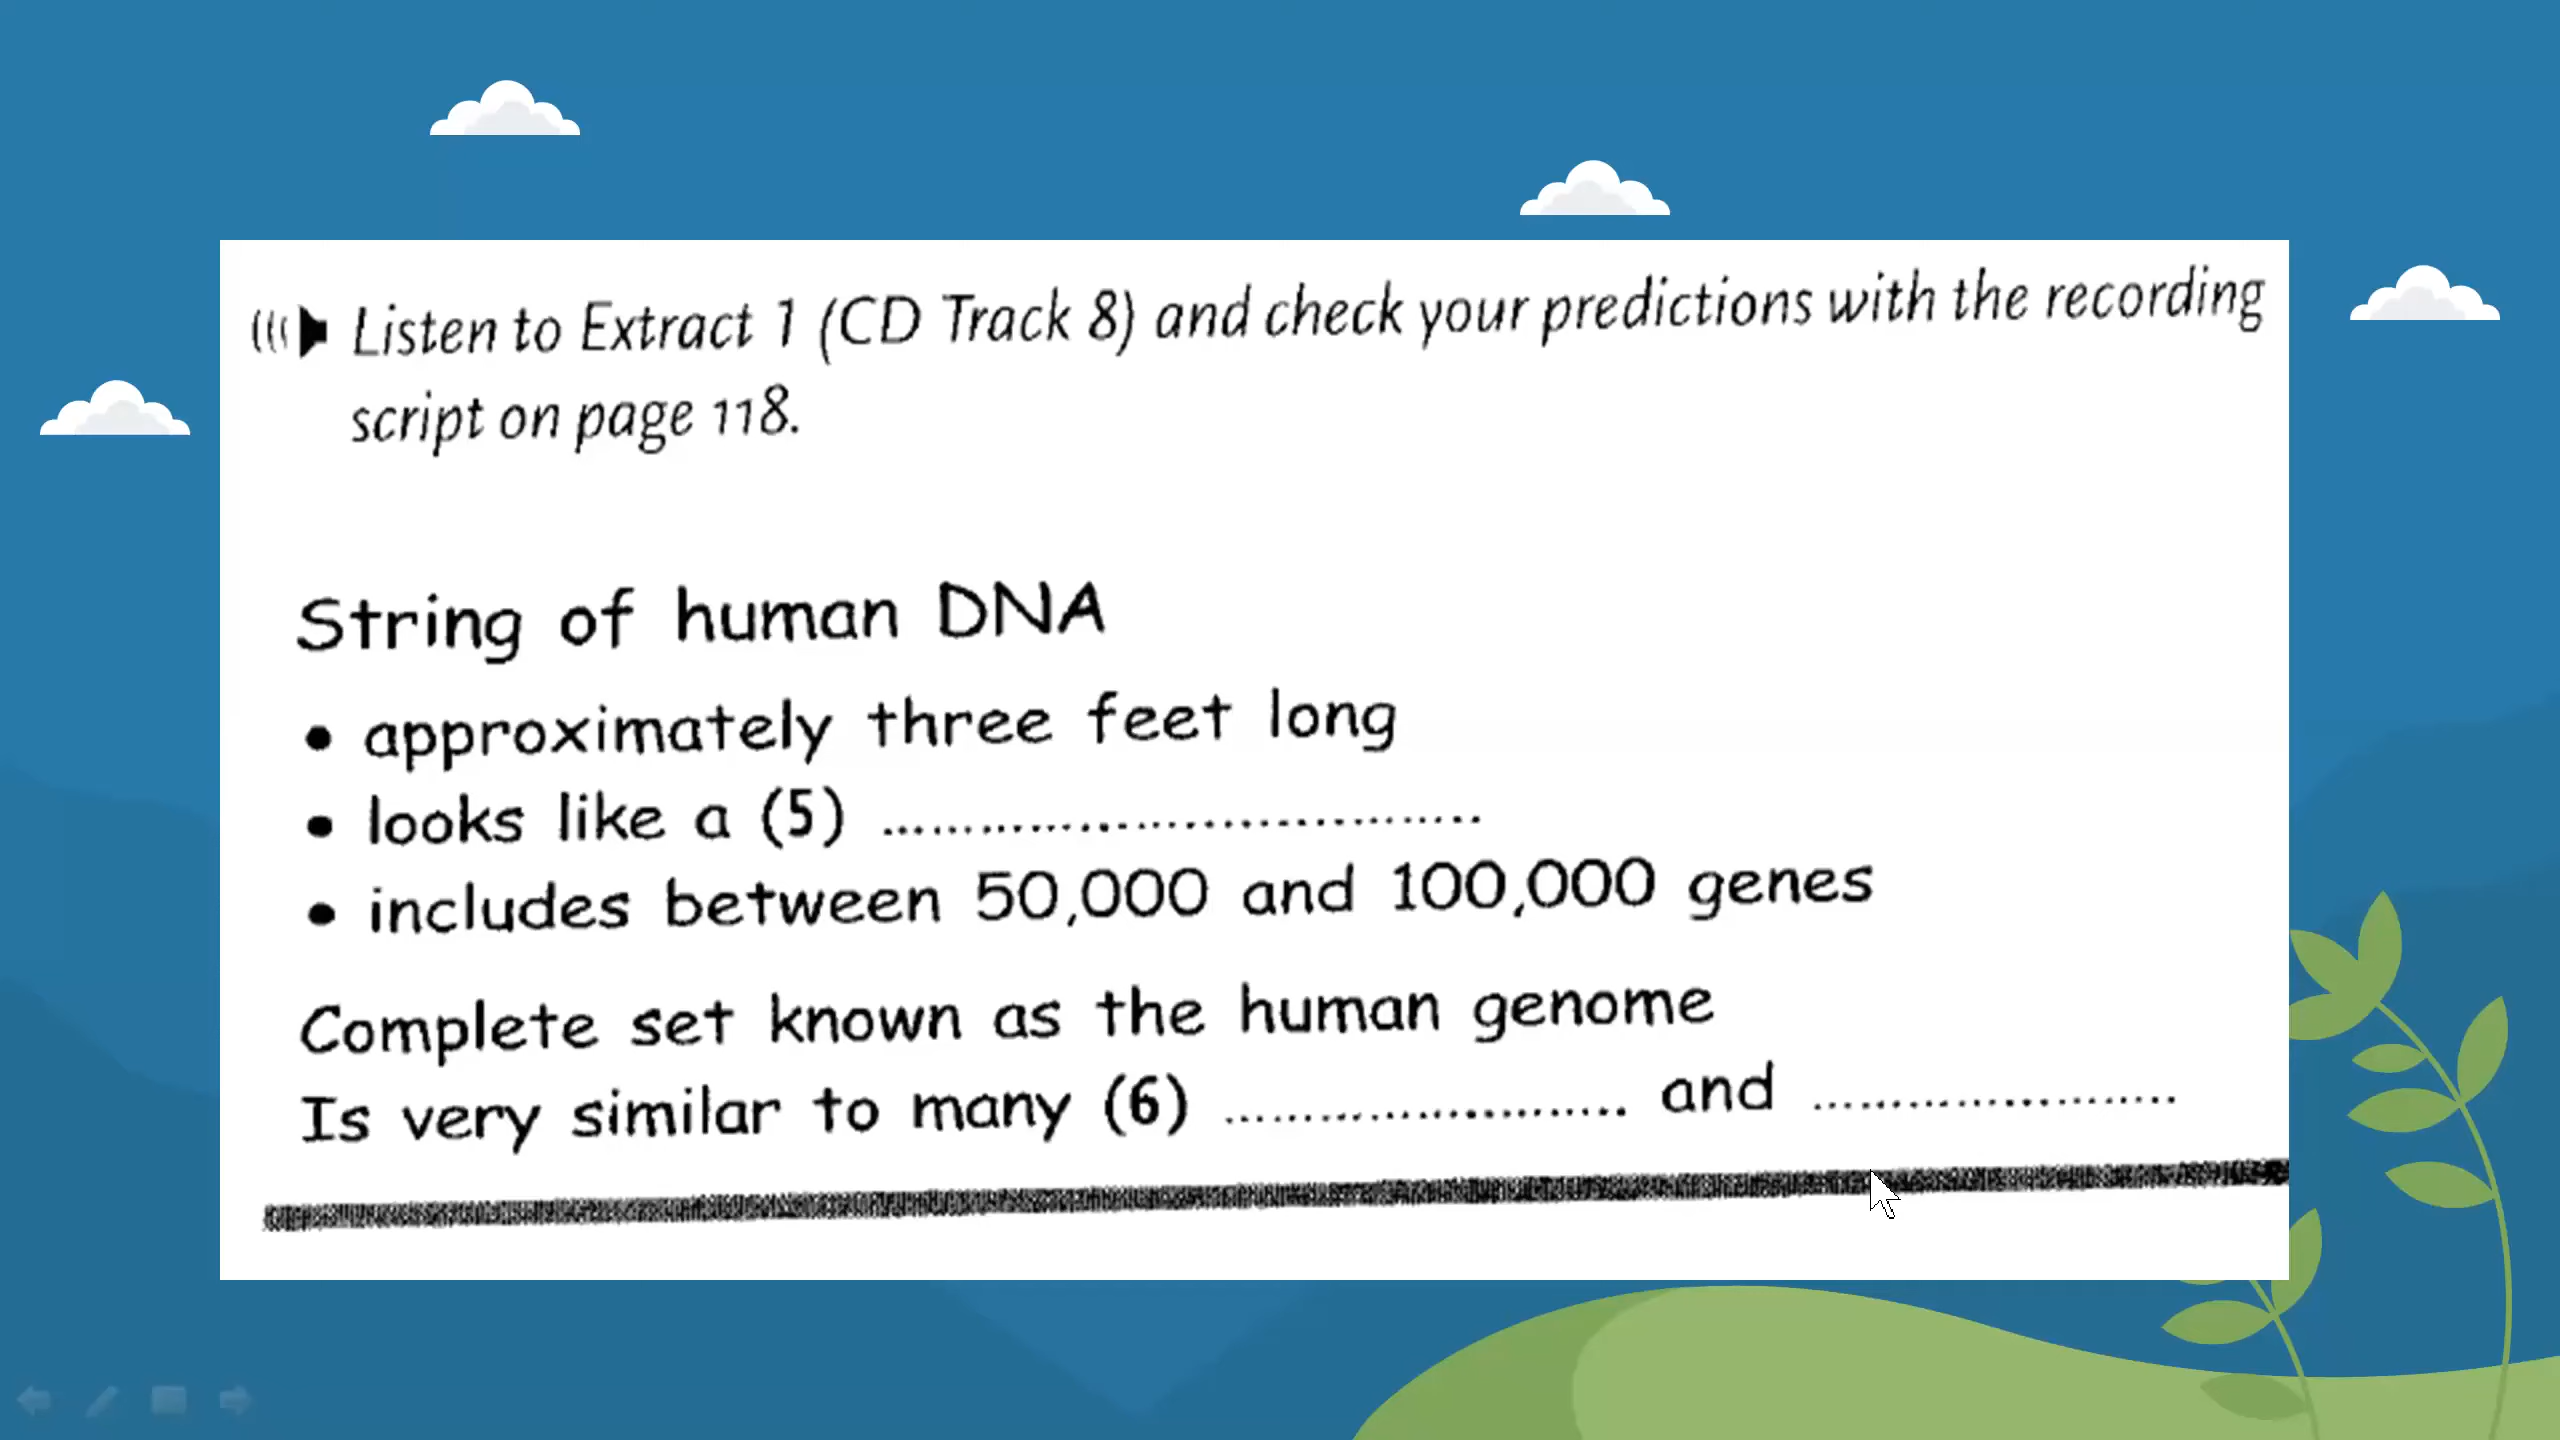 Listen to Extract 1 (CD Track 8) and check your predictions with the recording
script on page 118.
String of human DNA
• approximately three feet long
• looks like a (5) ........................................
• includes between 50,000 and 100,000 genes
Complete set known as the human genome
Is very similar to many (6) ........................... and ........................